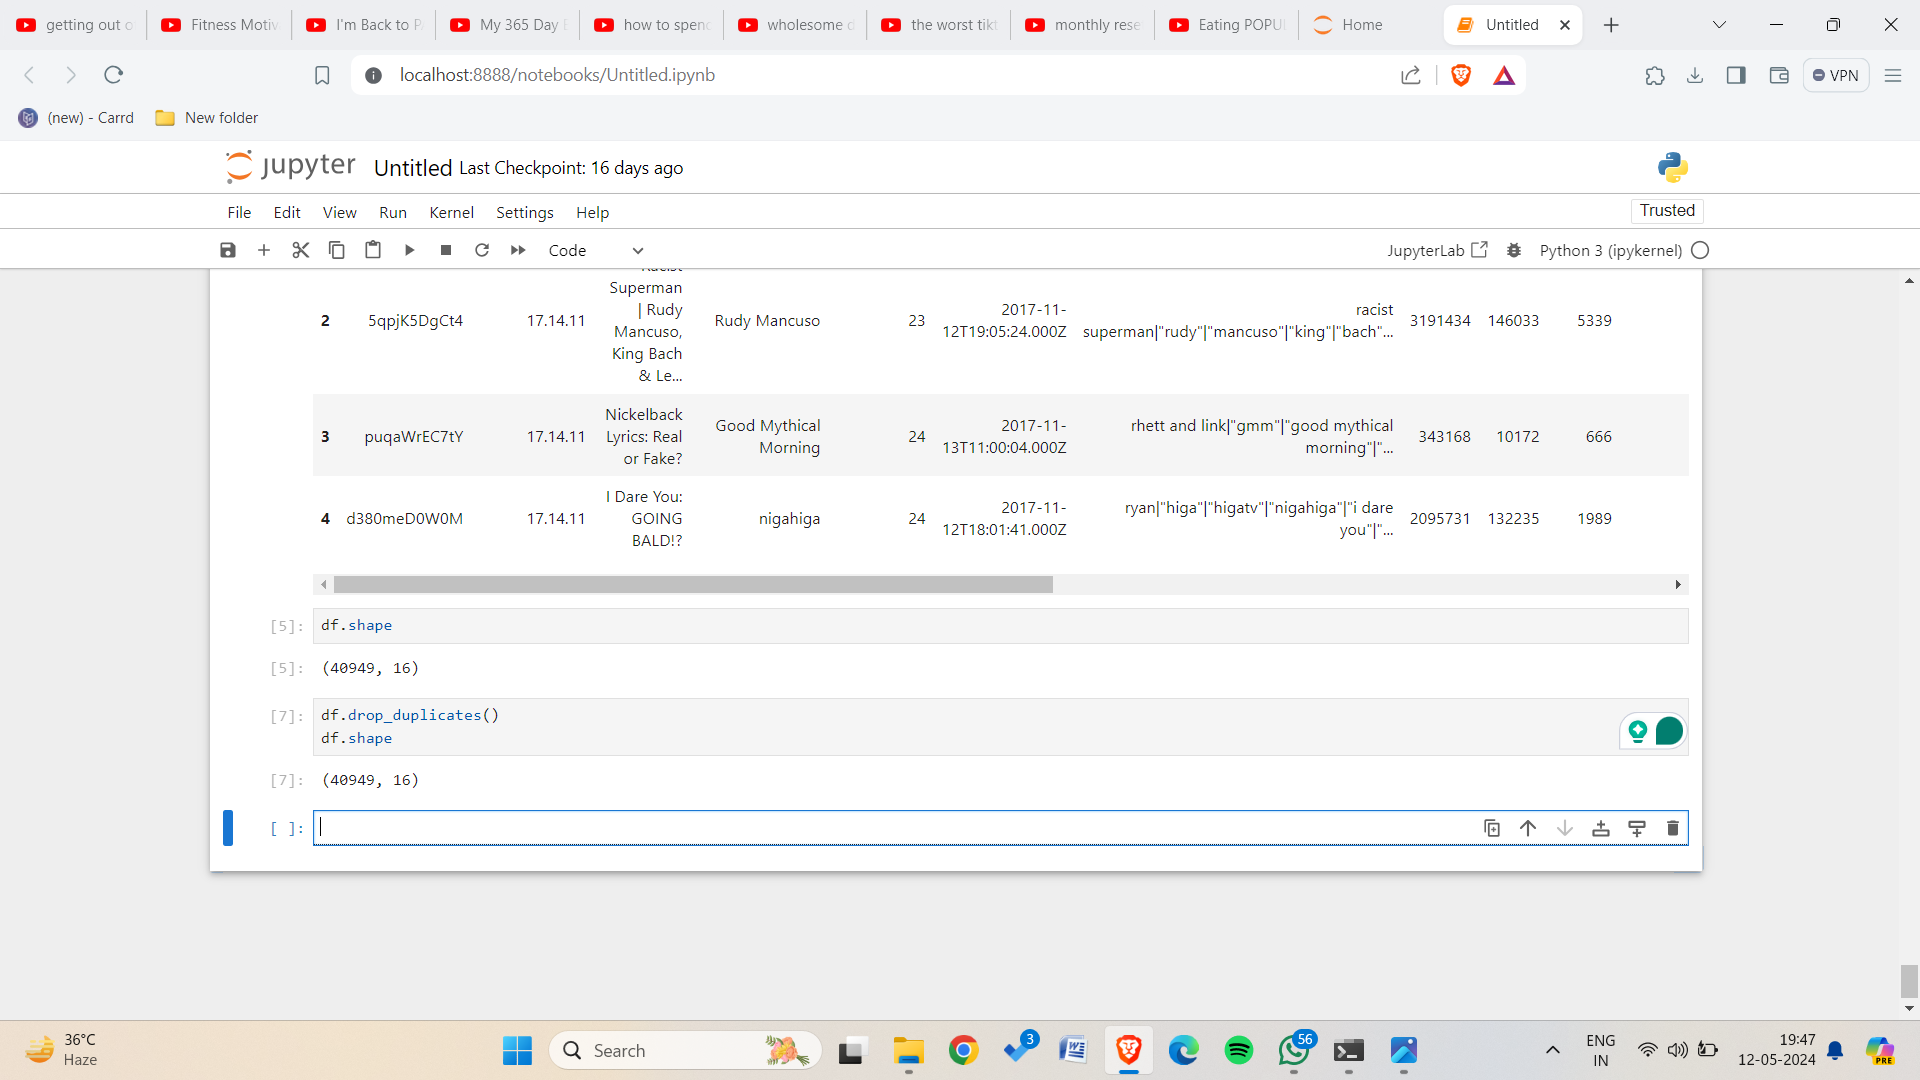 getting out o
Fitness Motiv
I'm Back to P
My 365 Day
how to spend
wholesome d
the worst tikt
monthly rese
Eating POPU
Home
Untitled
localhost:8888/notebooks/Untitled.ipynb
VPN
(new) - Carrd
New folder
jupyter Untitled Last Checkpoint: 16 days ago
File Edit View Run Kernel Settings Help
Trusted
Code
JupyterLab
Python 3 (ipykernel)
Racist
Superman
| Rudy
Mancuso,
King Bach
& Le...
2 5qpjK5DgCt4 17.14.11
Rudy Mancuso 23
2017-11-
12T19:05:24.000Z
racist
superman|"rudy"|"mancuso"|"king"|"bach"...
3191434 146033 5339
3 puqaWrEC7tY 17.14.11
Nickelback
Lyrics: Real
or Fake?
Good Mythical
Morning
24
2017-11-
13T11:00:04.000Z
rhett and link|"gmm"|"good mythical
morning"|"...
343168 10172 666
4 d380meD0W0M 17.14.11
I Dare You:
GOING
BALD!?
nigahiga 24
2017-11-
12T18:01:41.000Z
ryan|"higa"|"higatv"|"nigahiga"|"i dare
you"|"...
2095731 132235 1989
[5]: df.shape
[5]: (40949, 16)
[7]: df.drop_duplicates()
df.shape
[7]: (40949, 16)
[ ]:
36°C
Haze
Search
3
56
PRE
ENG
IN
19:47
12-05-2024